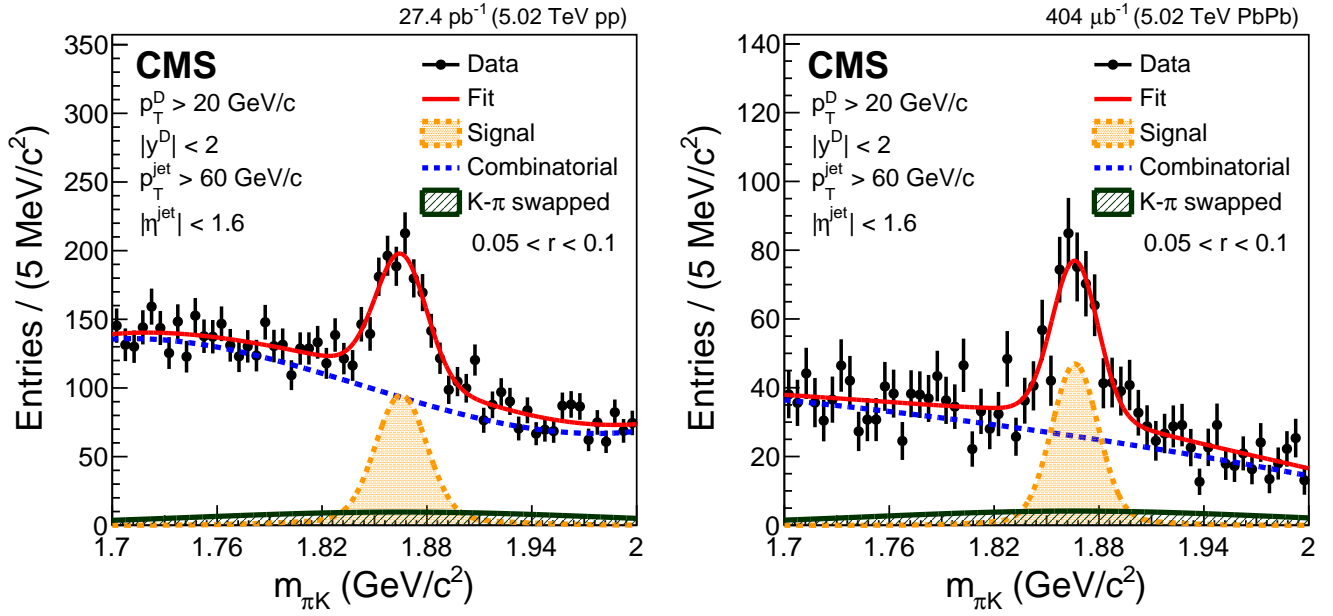 27.4 pb⁻¹ (5.02 TeV pp)
CMS
p_T^D > 20 GeV/c
|y^D| < 2
p_T^jet > 60 GeV/c
|η^jet| < 1.6
Data
Fit
Signal
Combinatorial
K-π swapped
0.05 < r < 0.1
Entries / (5 MeV/c²)
350
300
250
200
150
100
50
0
1.7 1.76 1.82 1.88 1.94 2
m_πK (GeV/c²)
404 μb⁻¹ (5.02 TeV PbPb)
CMS
p_T^D > 20 GeV/c
|y^D| < 2
p_T^jet > 60 GeV/c
|η^jet| < 1.6
Data
Fit
Signal
Combinatorial
K-π swapped
0.05 < r < 0.1
Entries / (5 MeV/c²)
140
120
100
80
60
40
20
0
1.7 1.76 1.82 1.88 1.94 2
m_πK (GeV/c²)